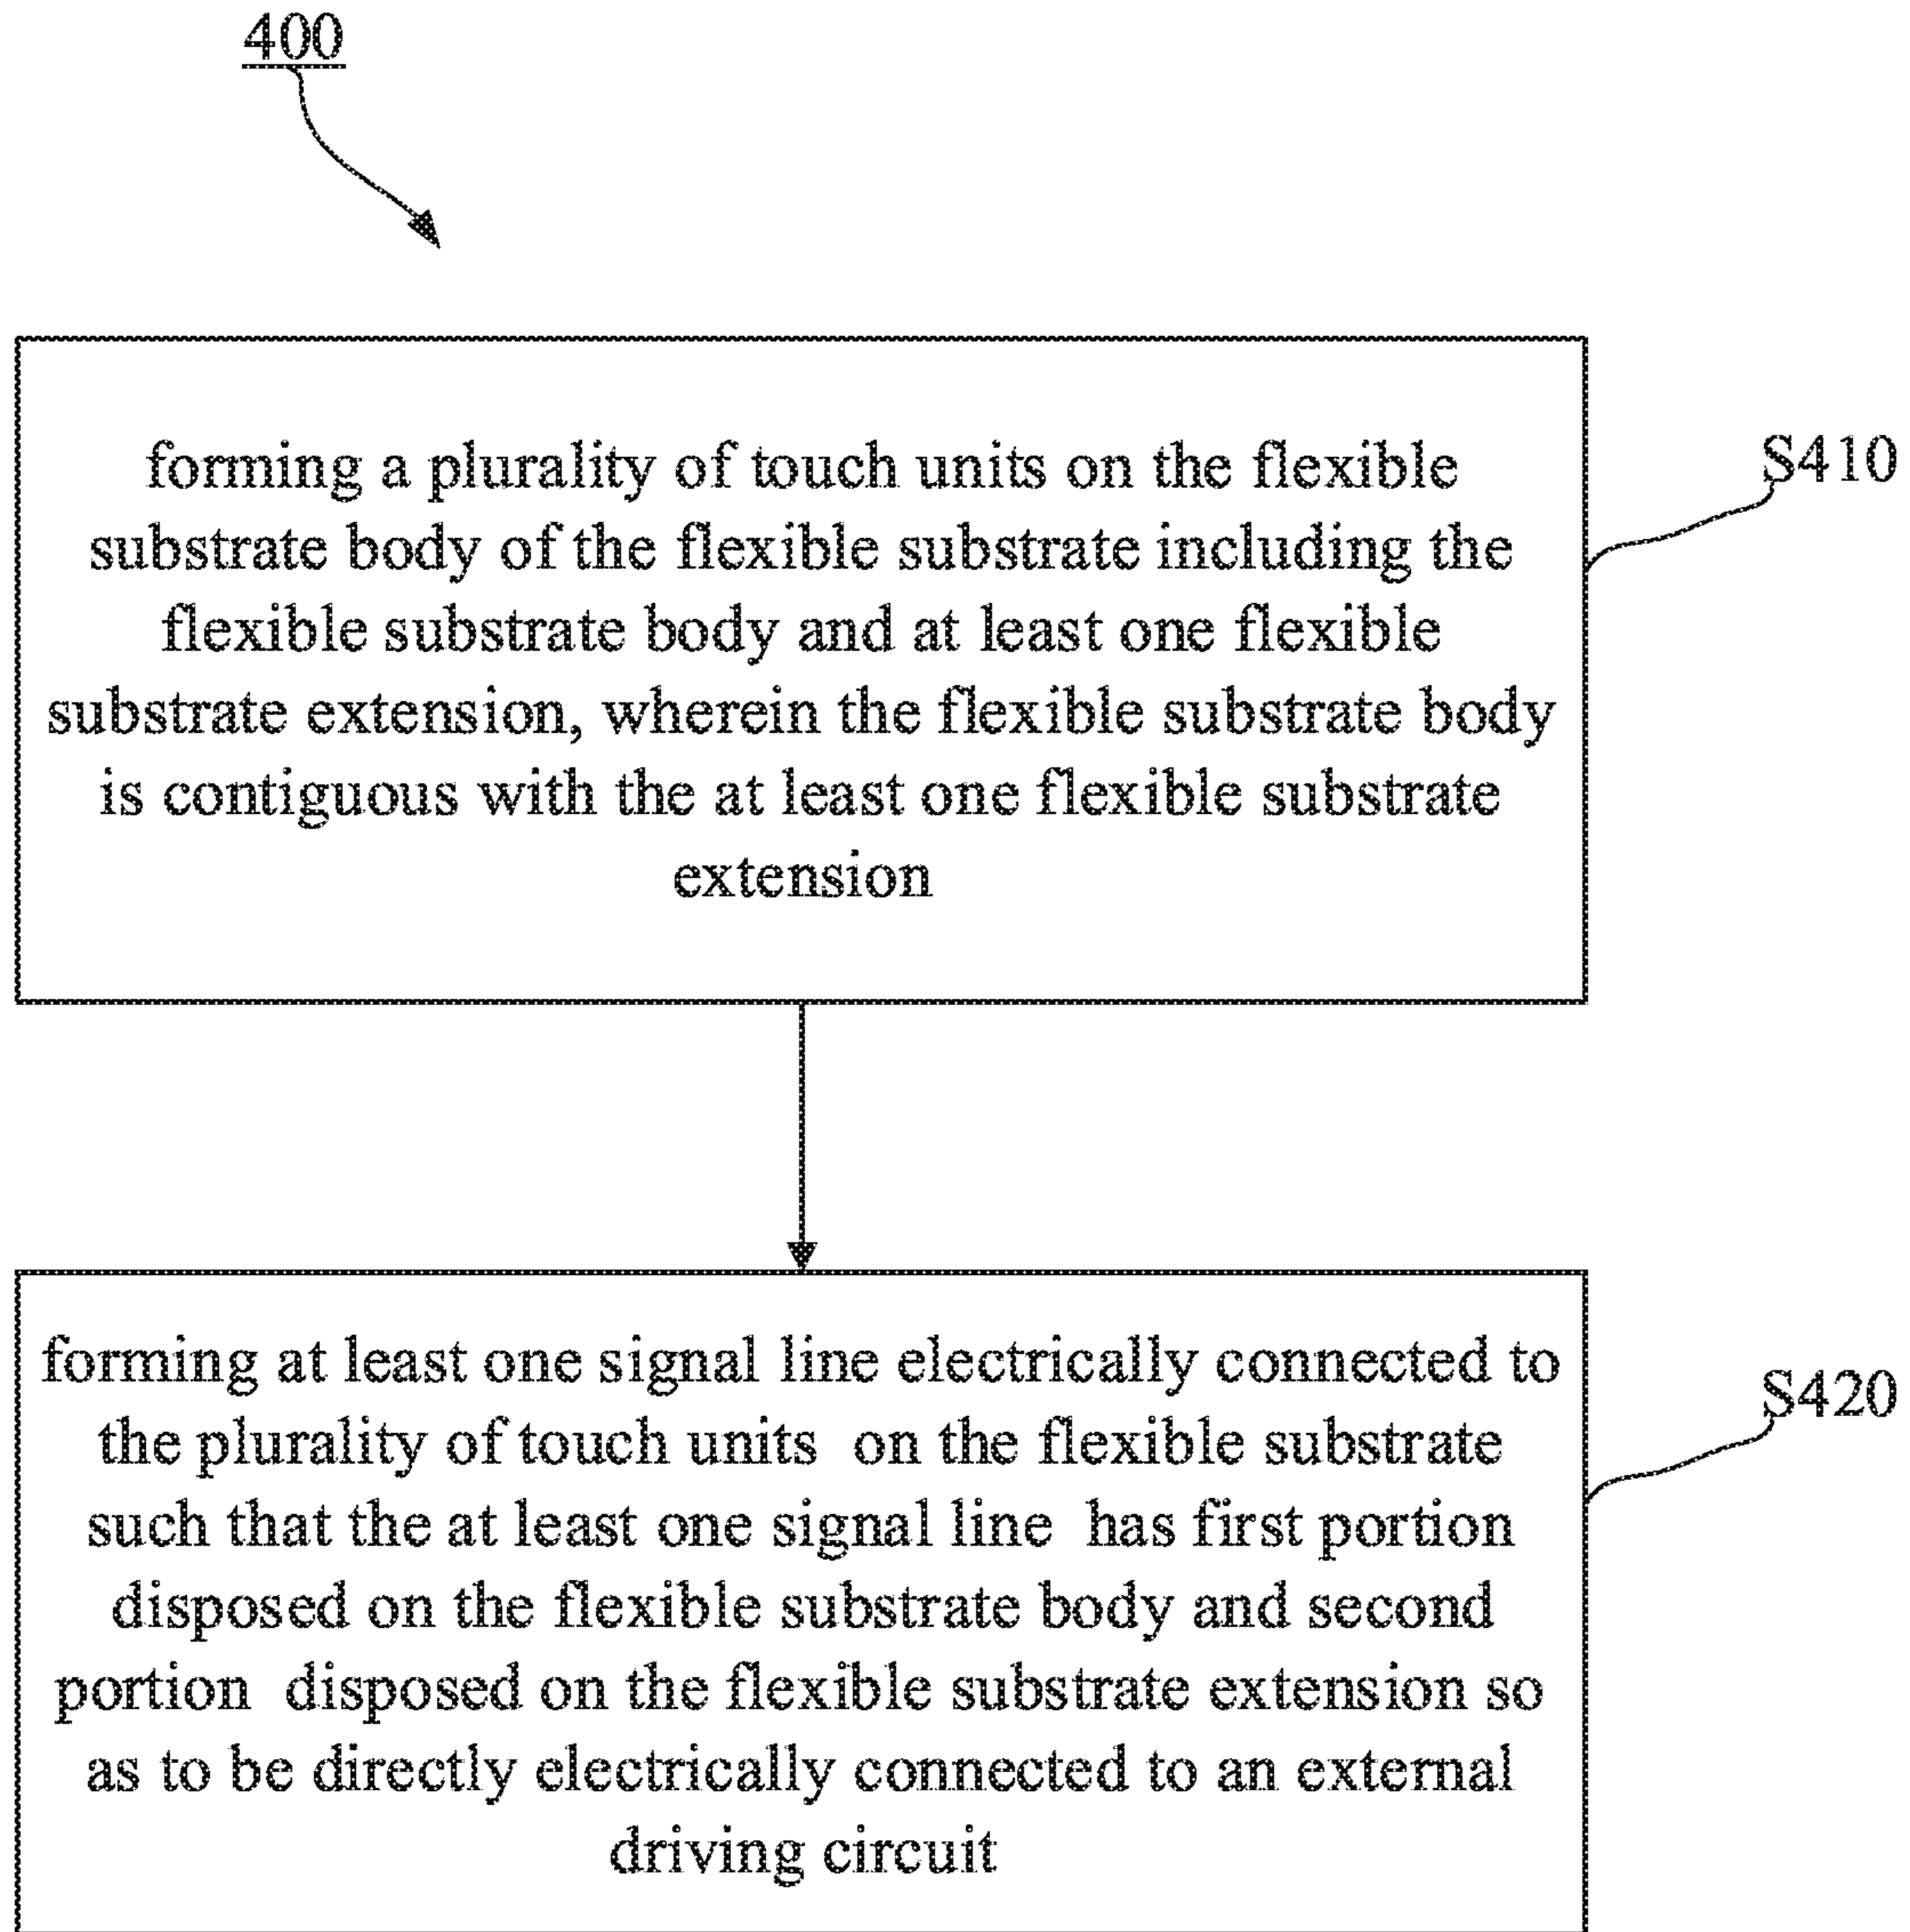 400
forming a plurality of touch units on the flexible
substrate body of the flexible substrate including the
flexible substrate body and at least one flexible
substrate extension, wherein the flexible substrate body
is contiguous with the at least one flexible substrate
extension
S410
forming at least one signal line electrically connected to
the plurality of touch units on the flexible substrate
such that the at least one signal line has first portion
disposed on the flexible substrate body and second
portion disposed on the flexible substrate extension so
as to be directly electrically connected to an external
driving circuit
S420